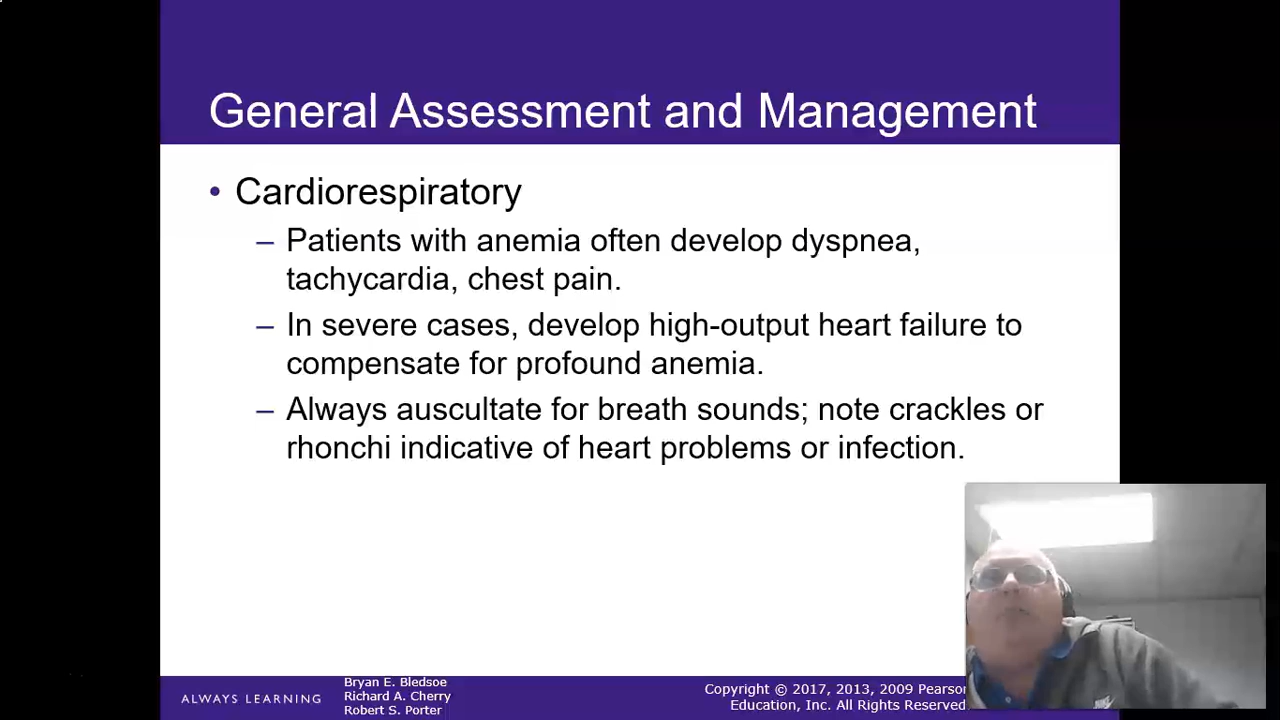 General Assessment and Management
• Cardiorespiratory
– Patients with anemia often develop dyspnea,
tachycardia, chest pain.
– In severe cases, develop high-output heart failure to
compensate for profound anemia.
– Always auscultate for breath sounds; note crackles or
rhonchi indicative of heart problems or infection.
ALWAYS LEARNING
Bryan E. Bledsoe
Richard A. Cherry
Robert S. Porter
Copyright © 2017, 2013, 2009 Pearson
Education, Inc. All Rights Reserved.